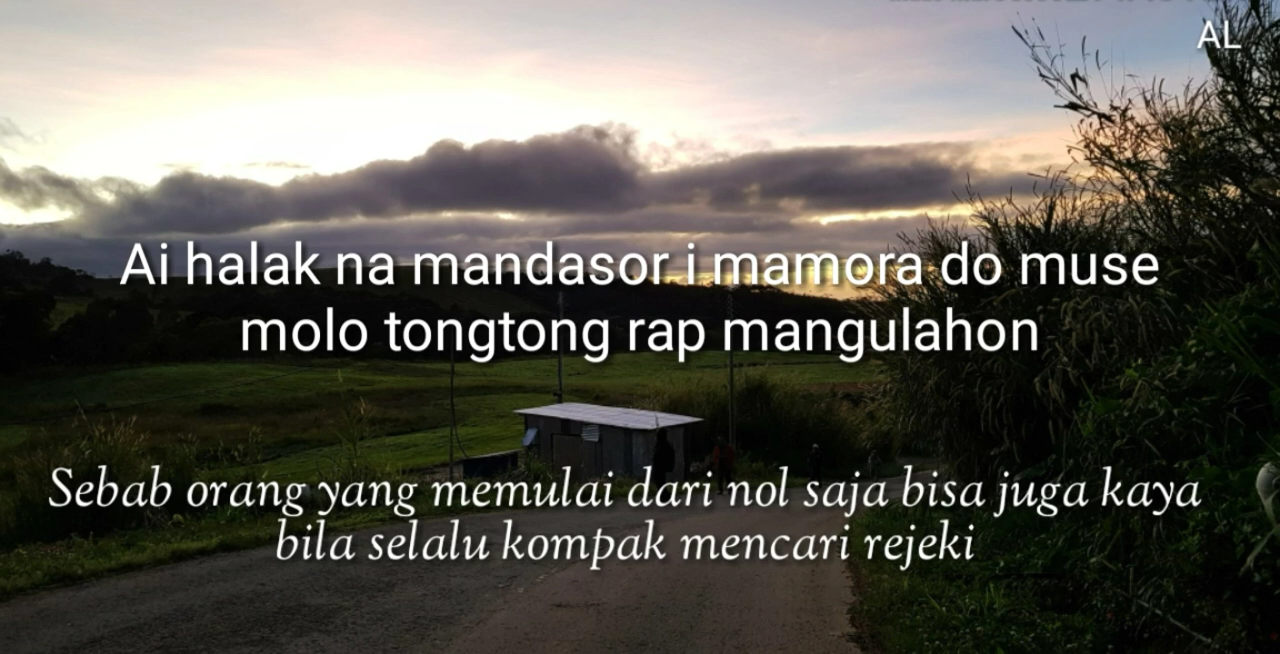 AL
Ai halak na mandasor i mamora do muse
molo tongtong rap mangulahon
Sebab orang yang memulai dari nol saja bisa juga kaya
bila selalu kompak mencari rejeki